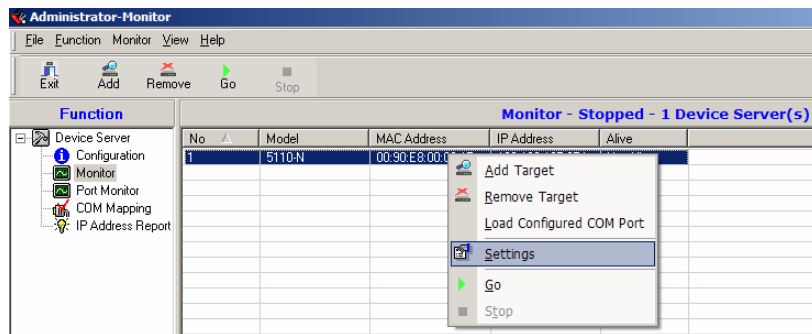 Administrator-Monitor
File Function Monitor View Help
Exit Add Remove Go Stop
Function
Monitor - Stopped - 1 Device Server(s)
Device Server
Configuration
Monitor
Port Monitor
COM Mapping
IP Address Report
No Model MAC Address IP Address Alive
1 5110-N 00:90:E8:00:
Add Target
Remove Target
Load Configured COM Port
Settings
Go
Stop